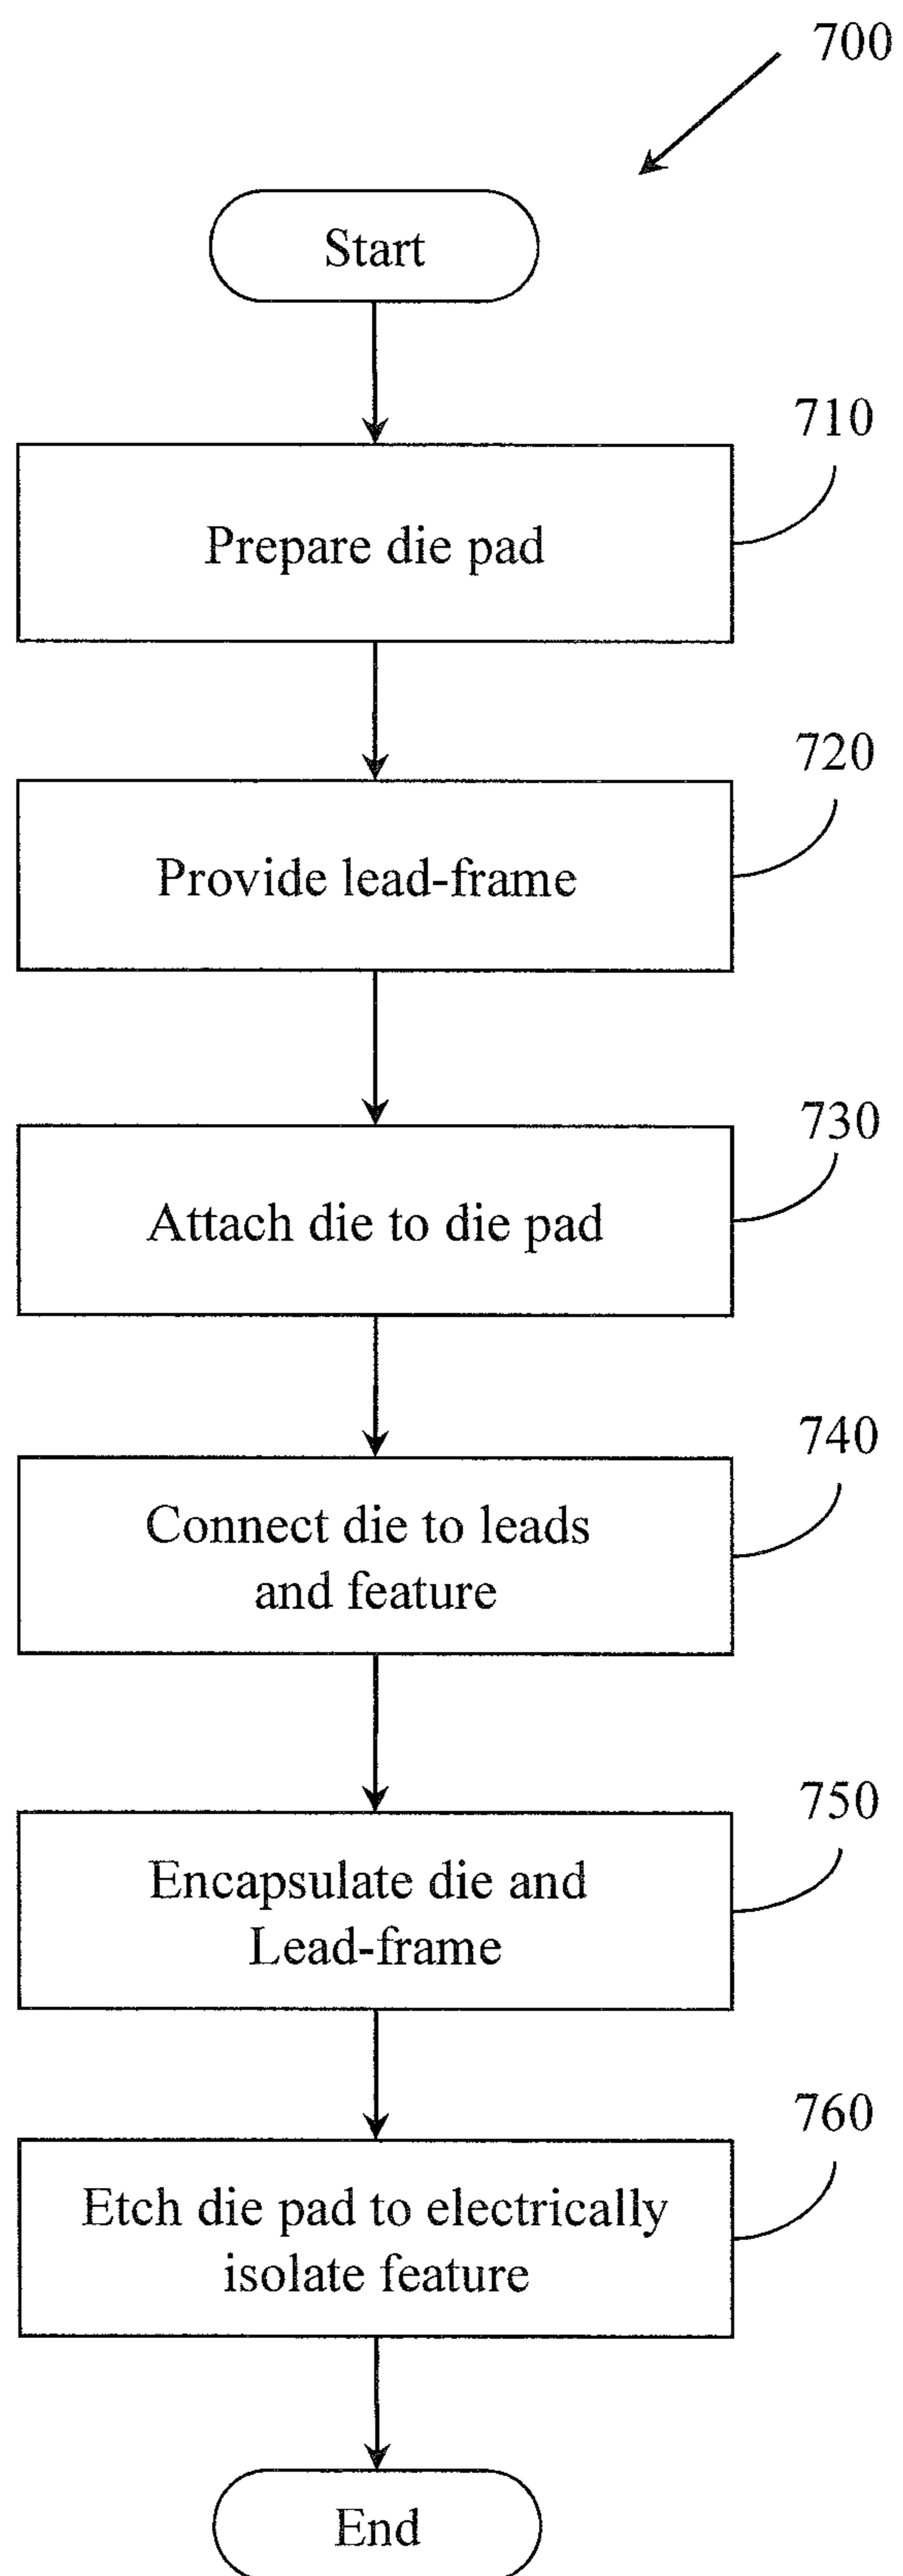 700
Start
710
Prepare die pad
720
Provide lead-frame
730
Attach die to die pad
740
Connect die to leads
and feature
750
Encapsulate die and
Lead-frame
760
Etch die pad to electrically
isolate feature
End